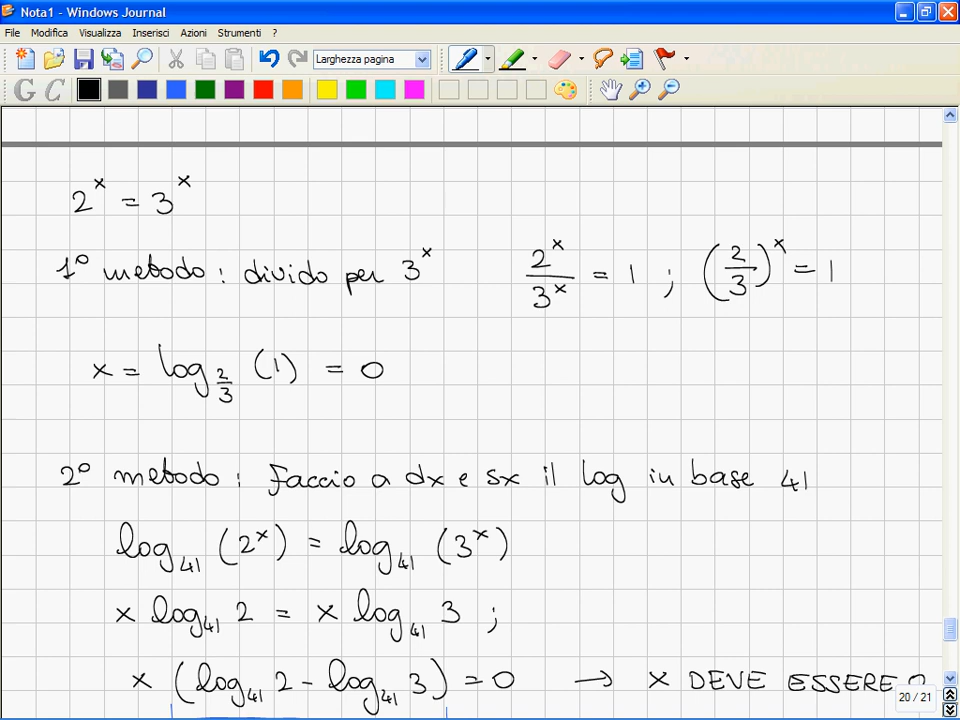 Nota1 - Windows Journal
File Modifica Visualizza Inserisci Azioni Strumenti ?
Larghezza pagina
G C
2^x = 3^x
1° metodo : divido per 3^x 2^x/3^x = 1 ; (2/3)^x = 1
x = log_{2/3} (1) = 0
2° metodo : Faccio a dx e sx il log in base 41
log_41 (2^x) = log_41 (3^x)
x log_41 2 = x log_41 3 ;
x (log_41 2 - log_41 3) = 0 → x DEVE ESSERE
20 / 21